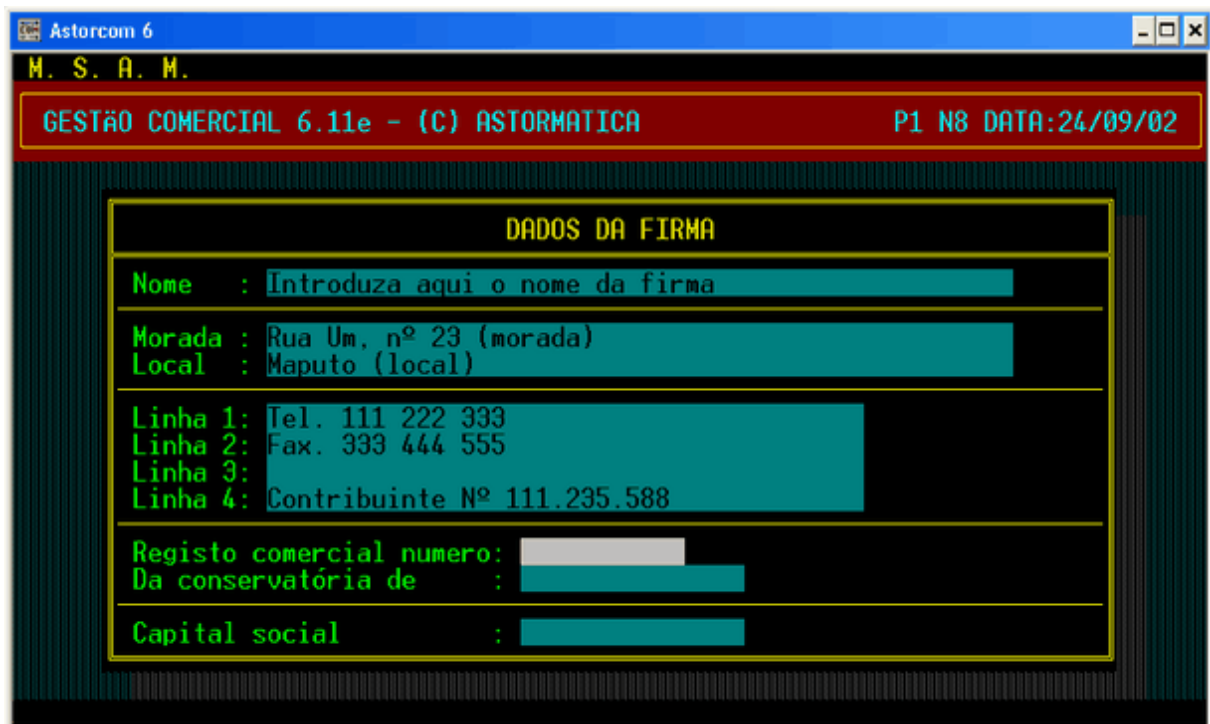 Astorcom 6
M. S. A. M.
GESTäO COMERCIAL 6.11e - (C) ASTORMATICA P1 N8 DATA:24/09/02
DADOS DA FIRMA
Nome : Introduza aqui o nome da firma
Morada : Rua Um, nº 23 (morada)
Local : Maputo (local)
Linha 1: Tel. 111 222 333
Linha 2: Fax. 333 444 555
Linha 3:
Linha 4: Contribuinte Nº 111.235.588
Registo comercial numero:
Da conservatória de :
Capital social :